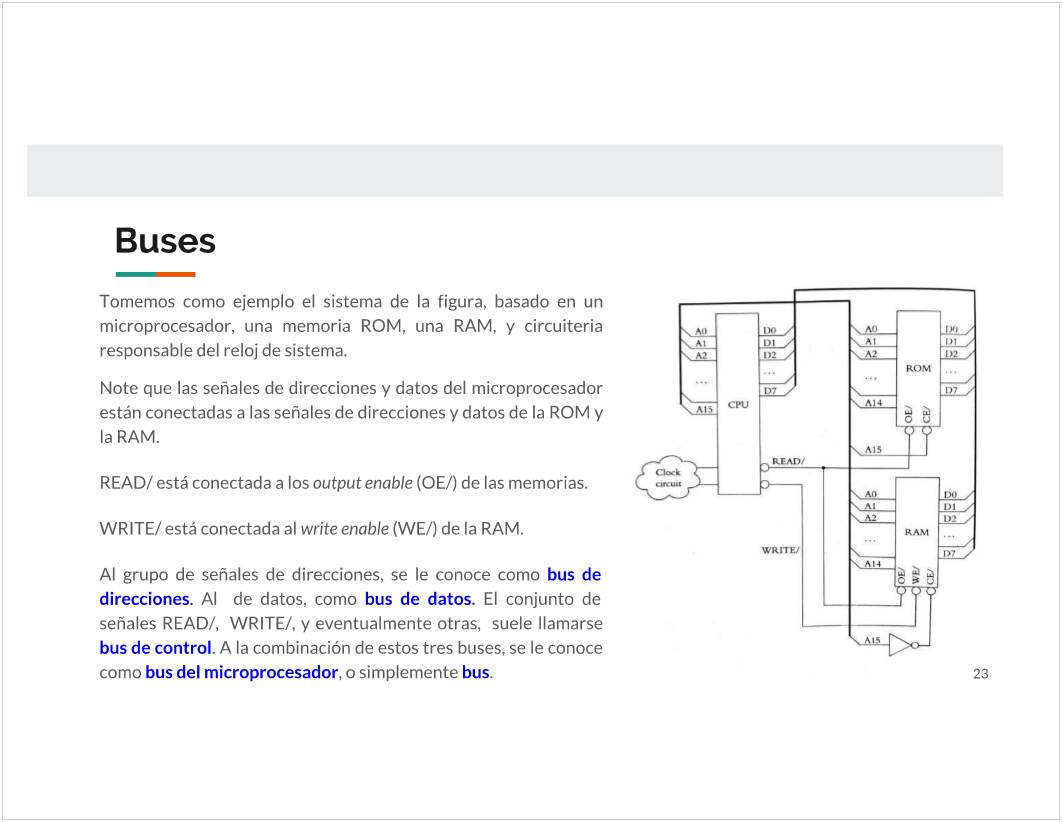 Buses
Tomemos como ejemplo el sistema de la figura, basado en un
microprocesador, una memoria ROM, una RAM, y circuiteria
responsable del reloj de sistema.
Note que las señales de direcciones y datos del microprocesador
están conectadas a las señales de direcciones y datos de la ROM y
la RAM.
READ/ está conectada a los output enable (OE/) de las memorias.
WRITE/ está conectada al write enable (WE/) de la RAM.
Al grupo de señales de direcciones, se le conoce como bus de
direcciones. Al de datos, como bus de datos. El conjunto de
señales READ/, WRITE/, y eventualmente otras, suele llamarse
bus de control. A la combinación de estos tres buses, se le conoce
como bus del microprocesador, o simplemente bus.
A0
A1
A2
...
A15
CPU
D0
D1
D2
...
D7
Clock
circuit
READ/
WRITE/
A0
A1
A2
...
A14
A15
ROM
OE/
CE/
D0
D1
D2
...
D7
A0
A1
A2
...
A14
A15
RAM
OE/
WE/
CE/
D0
D1
D2
...
D7
23